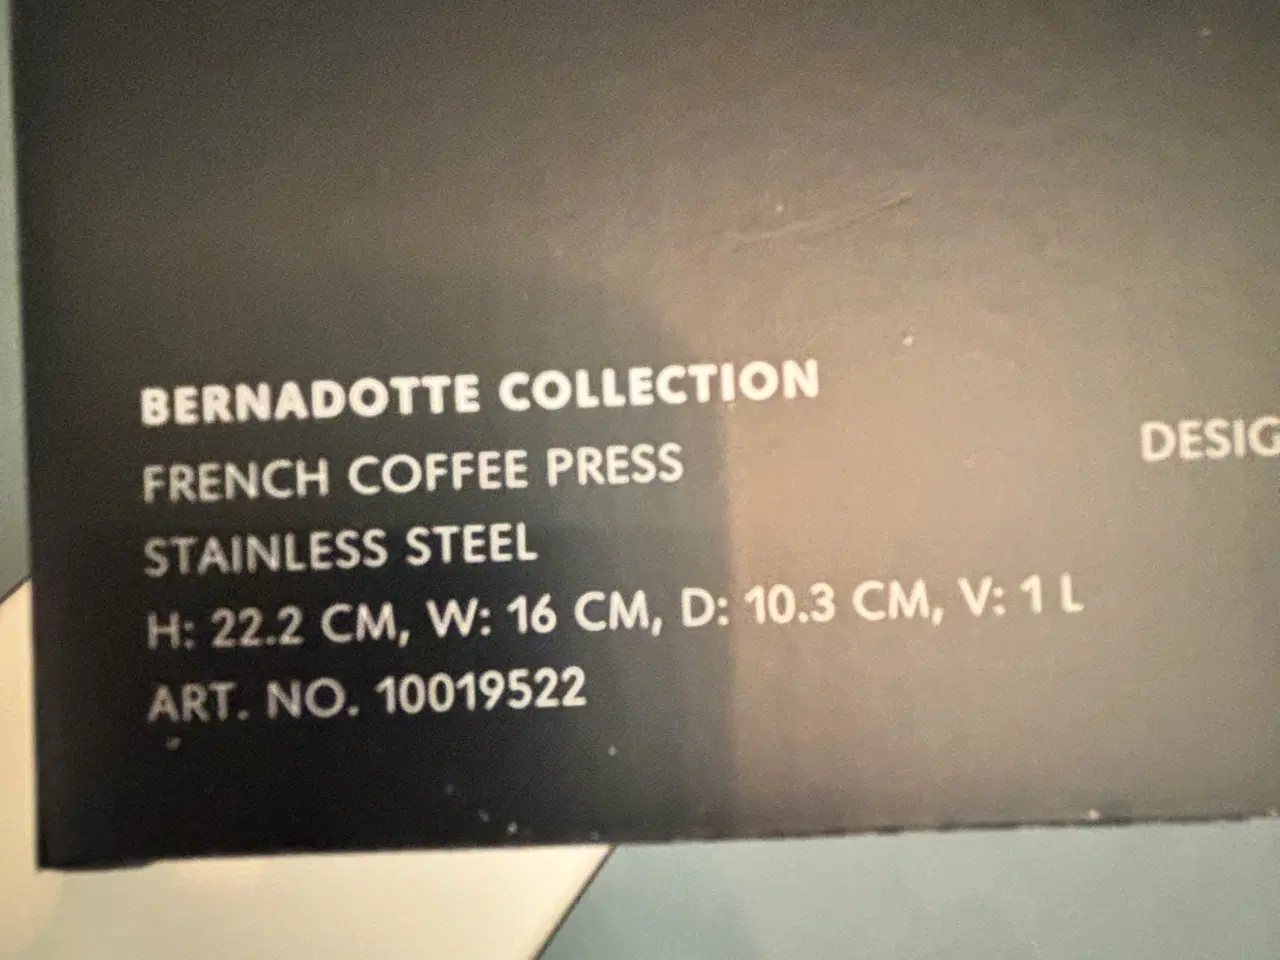 BERNADOTTE COLLECTION
FRENCH COFFEE PRESS
STAINLESS STEEL
H: 22.2 CM, W: 16 CM, D: 10.3 CM, V: 1 L
ART. NO. 10019522
DESIG